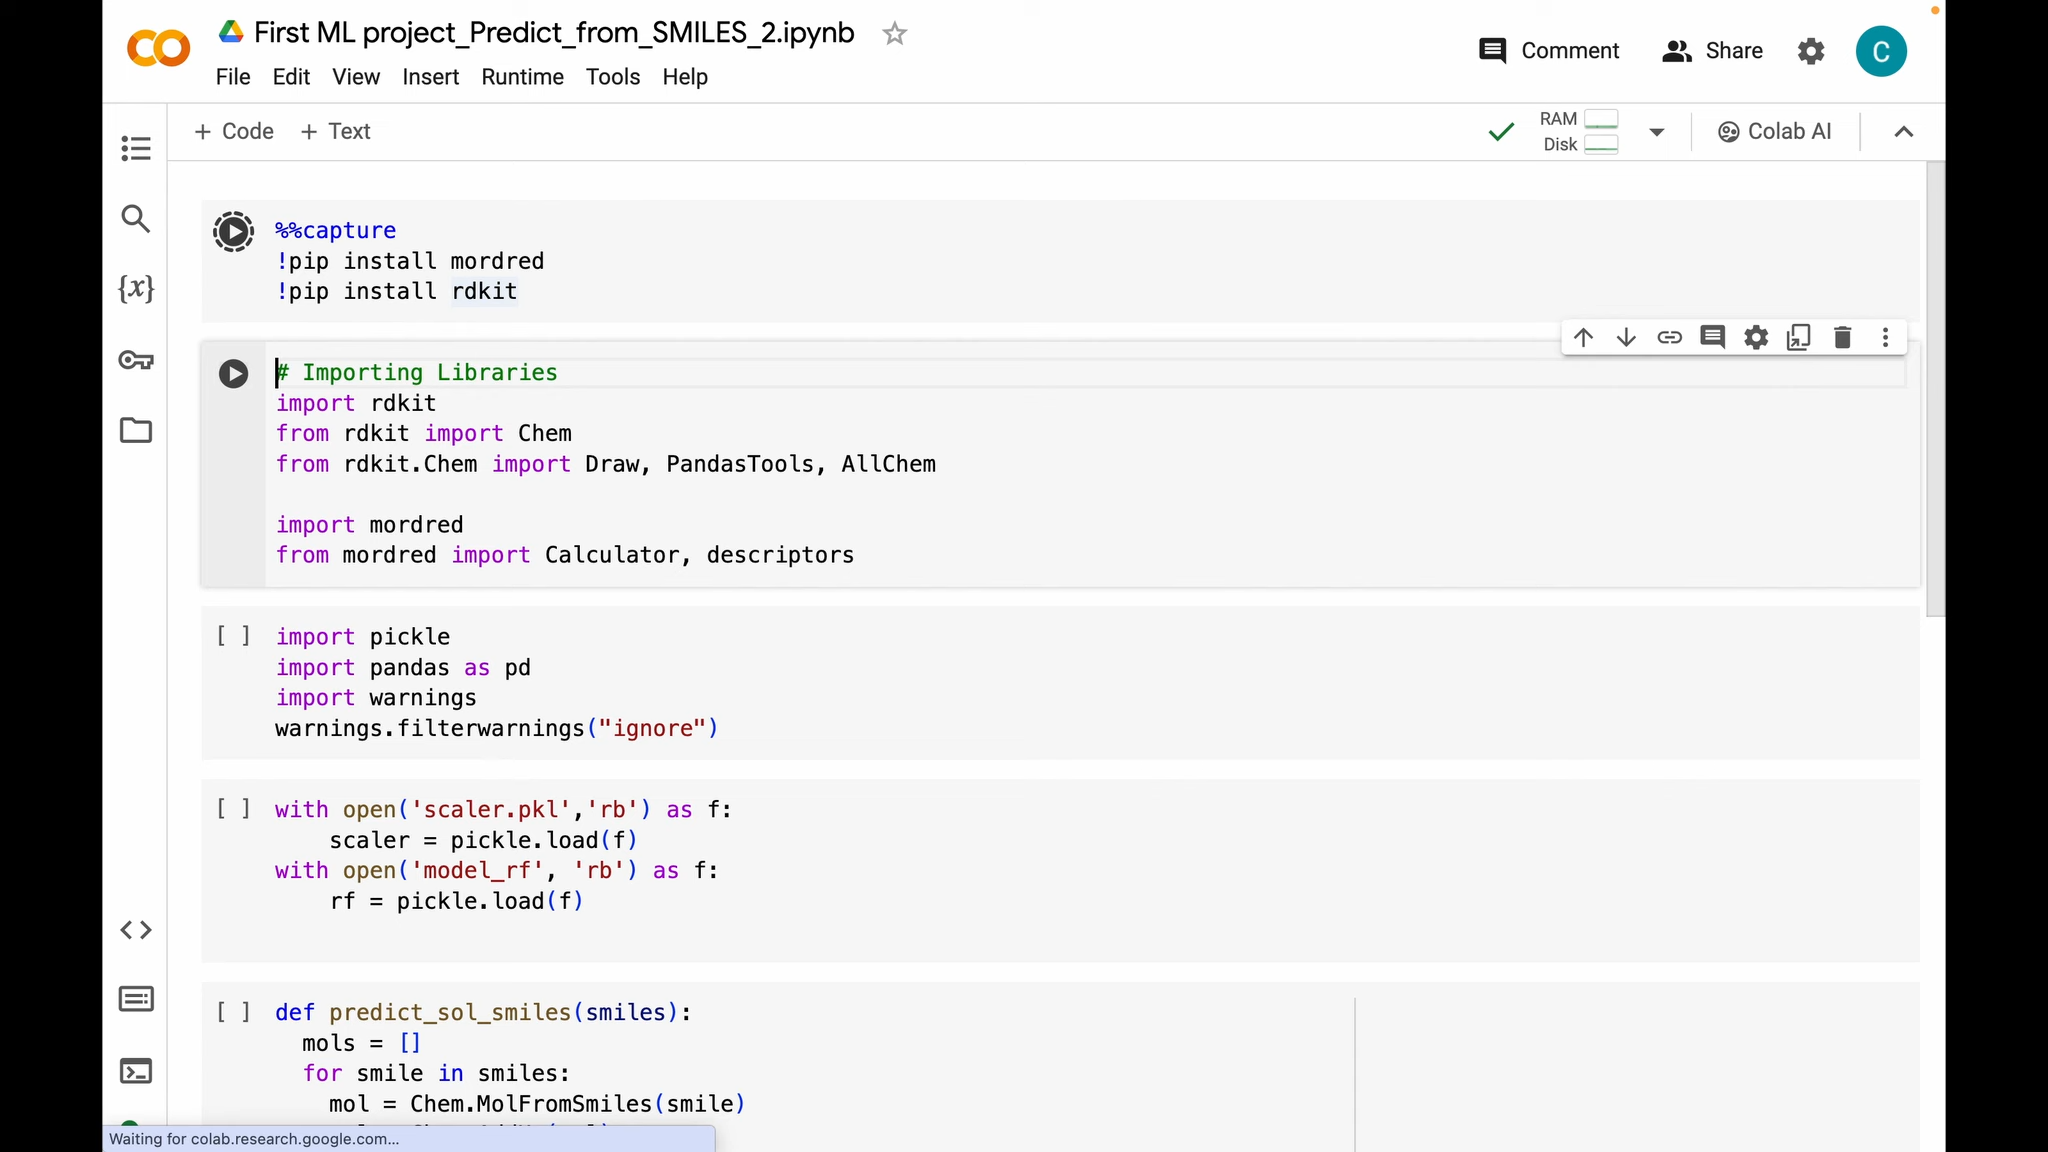 First ML project_Predict_from_SMILES_2.ipynb
File Edit View Insert Runtime Tools Help
Comment Share C
+ Code + Text
RAM
Disk
Colab AI
%%capture
!pip install mordred
!pip install rdkit
# Importing Libraries
import rdkit
from rdkit import Chem
from rdkit.Chem import Draw, PandasTools, AllChem
import mordred
from mordred import Calculator, descriptors
[ ] import pickle
import pandas as pd
import warnings
warnings.filterwarnings("ignore")
[ ] with open('scaler.pkl','rb') as f:
scaler = pickle.load(f)
with open('model_rf', 'rb') as f:
rf = pickle.load(f)
[ ] def predict_sol_smiles(smiles):
mols = []
for smile in smiles:
mol = Chem.MolFromSmiles(smile)
Waiting for colab.research.google.com...